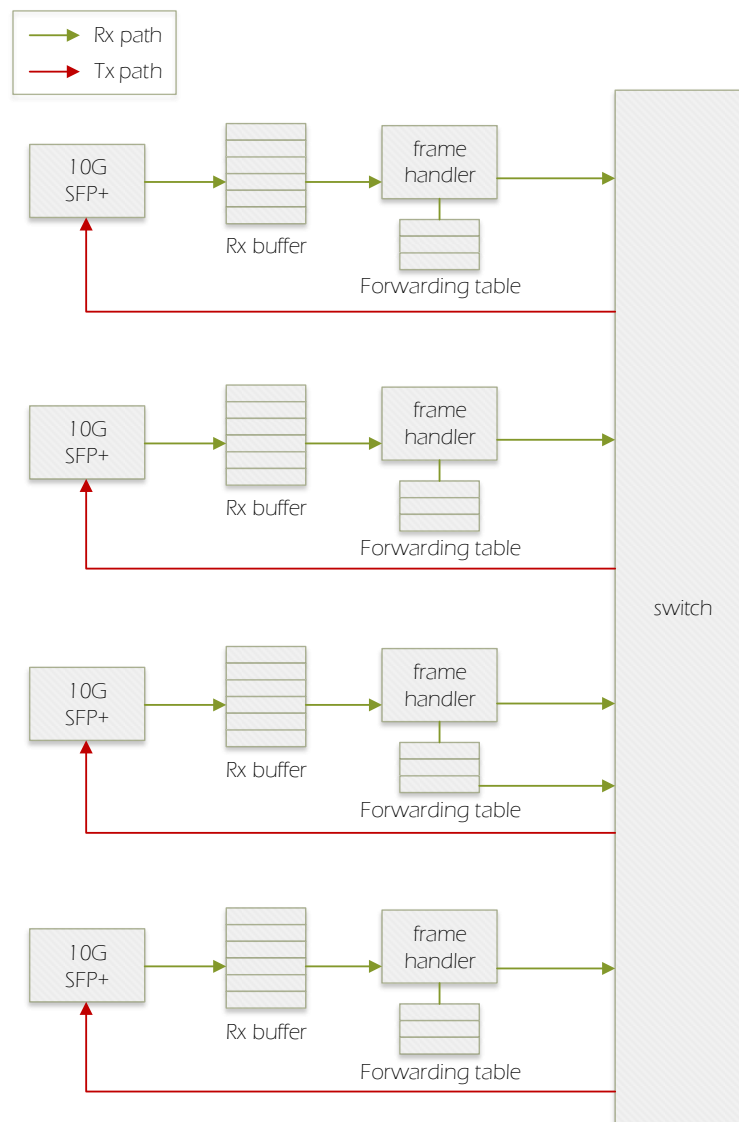 Rx path
Tx path
10G
SFP+
Rx buffer
frame
handler
Forwarding table
10G
SFP+
Rx buffer
frame
handler
Forwarding table
switch
10G
SFP+
Rx buffer
frame
handler
Forwarding table
10G
SFP+
Rx buffer
frame
handler
Forwarding table